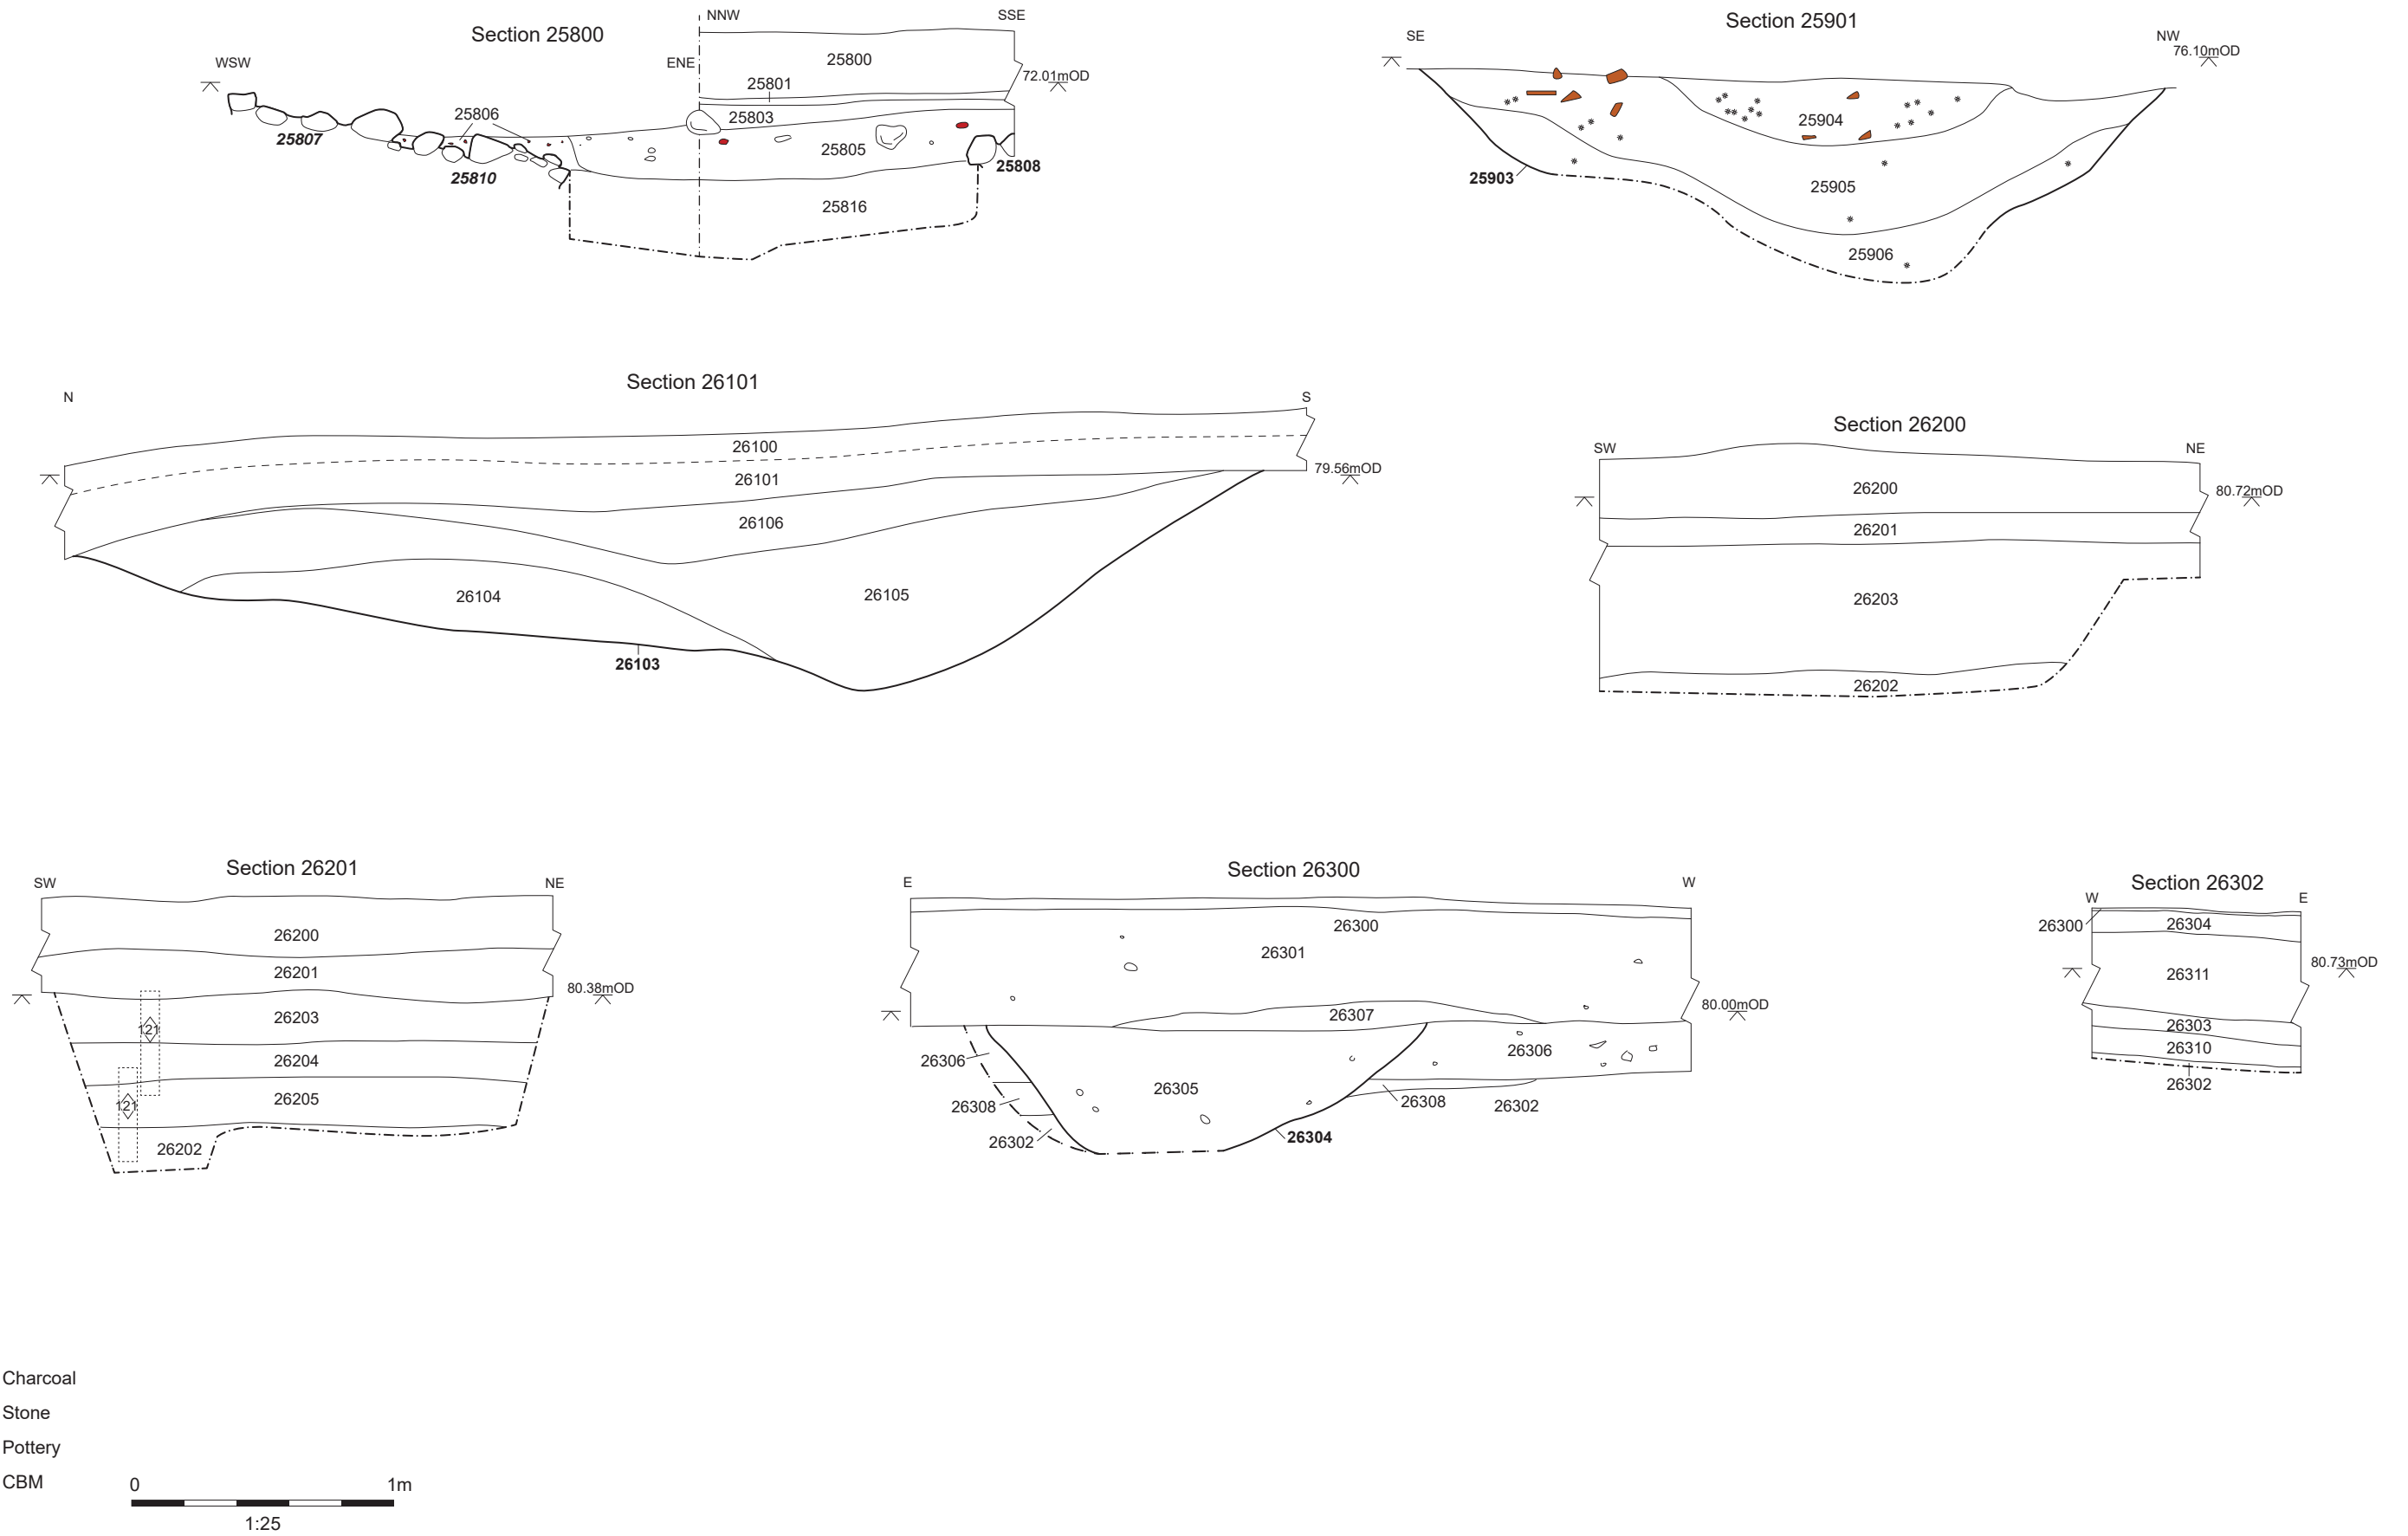 Section 25800
NNW
SSE
WSW
ENE
25800
25801
72.01mOD
25803
25806
25807
25805
25808
25810
25816
Section 25901
SE
NW
76.10mOD
25904
25903
25905
25906
Section 26101
N
S
26100
79.56mOD
26101
26106
26104
26105
26103
Section 26200
SW
NE
26200
80.72mOD
26201
26203
26202
Section 26201
SW
NE
26200
26201
80.38mOD
26203
121
26204
26205
121
26202
Section 26300
E
W
26300
26301
80.00mOD
26307
26306
26306
26305
26308
26308
26302
26302
26304
Section 26302
W
E
26300
26304
80.73mOD
26311
26303
26310
26302
Charcoal
Stone
Pottery
CBM
0
1m
1:25